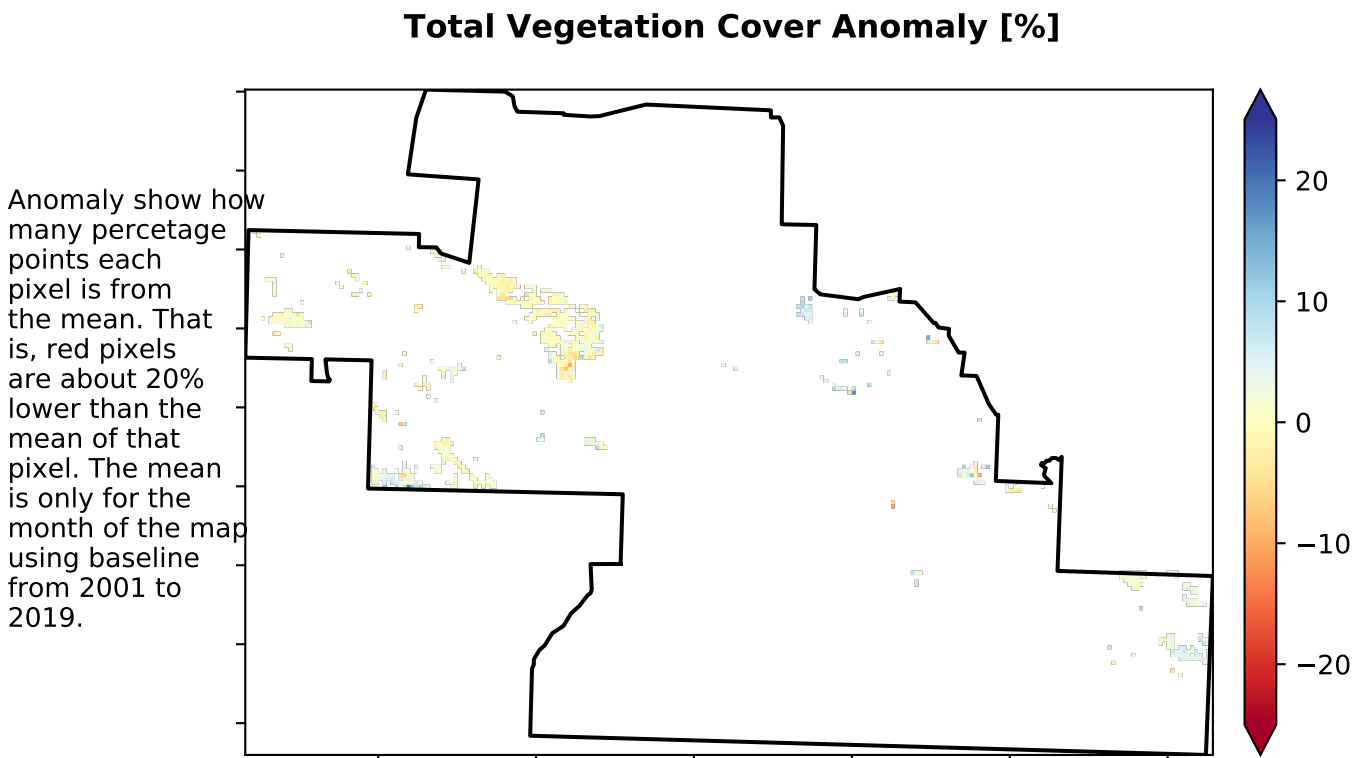 Total Vegetation Cover Anomaly [%]
Anomaly show how
many percetage
points each
pixel is from
the mean. That
is, red pixels
are about 20%
lower than the
mean of that
pixel. The mean
is only for the
month of the map
using baseline
from 2001 to
2019.
20
10
0
−10
−20